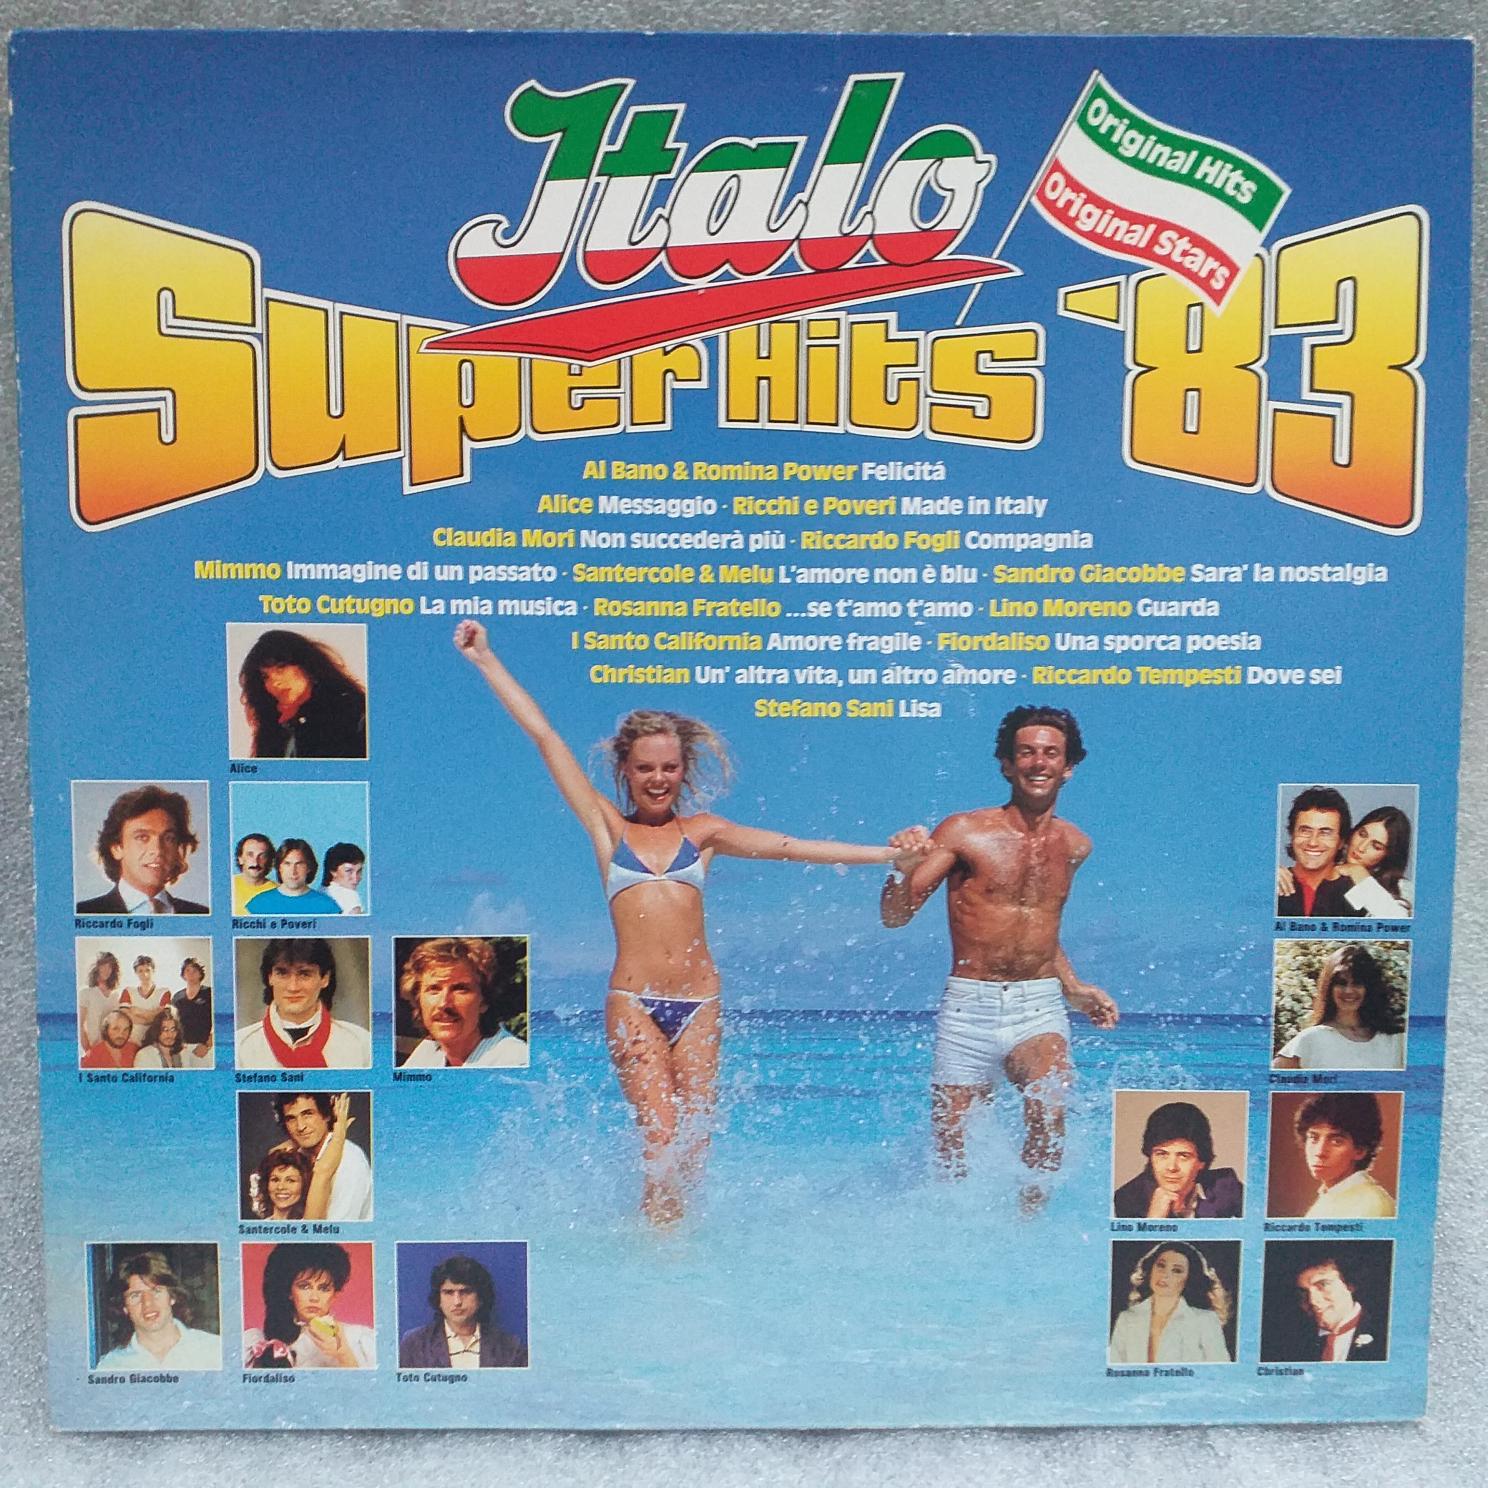 Italo
Original Hits
Original Stars
Super Hits '83
Al Bano & Romina Power Felicitá
Alice Messaggio · Ricchi e Poveri Made in Italy
Claudia Mori Non succederà più · Riccardo Fogli Compagnia
Mimmo Immagine di un passato · Santercole & Melu L'amore non è blu · Sandro Giacobbe Sara' la nostalgia
Toto Cutugno La mia musica · Rosanna Fratello ...se t'amo t'amo · Lino Moreno Guarda
I Santo California Amore fragile · Fiordaliso Una sporca poesia
Christian Un' altra vita, un altro amore · Riccardo Tempesti Dove sei
Stefano Sani Lisa
Alice
Riccardo Fogli
Ricchi e Poveri
Al Bano & Romina Power
I Santo California
Stefano Sani
Mimmo
Claudia Mori
Santercole & Melu
Lino Moreno
Riccardo Tempesti
Sandro Giacobbe
Fiordaliso
Toto Cutugno
Rosanna Fratello
Christian